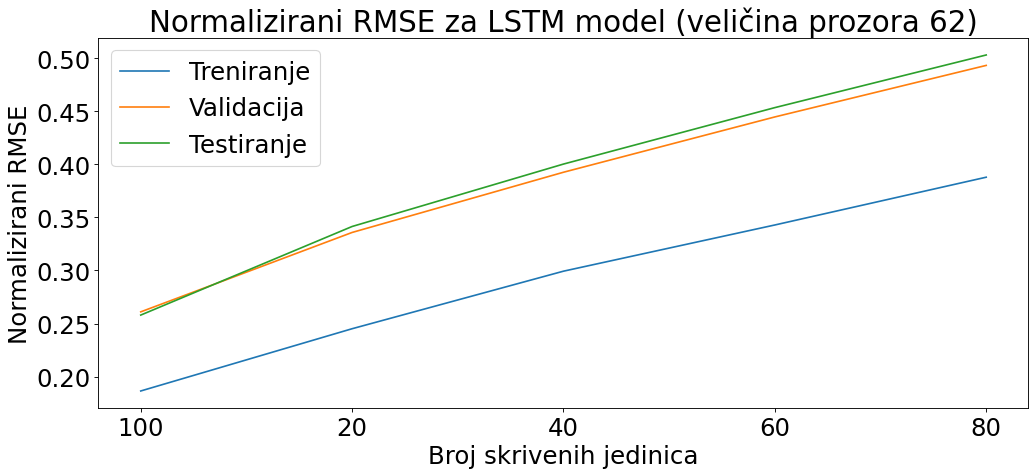 Normalizirani RMSE za LSTM model (veličina prozora 62)
Treniranje
Validacija
Testiranje
Normalizirani RMSE
0.50
0.45
0.40
0.35
0.30
0.25
0.20
100 20 40 60 80
Broj skrivenih jedinica